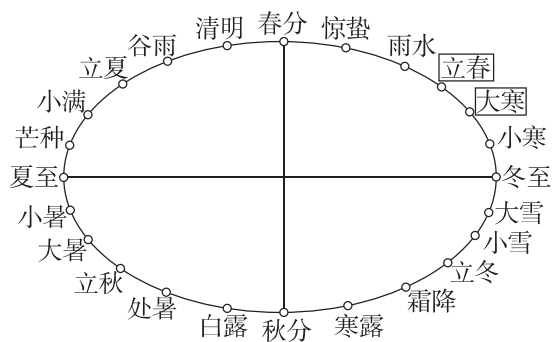 春分
清明
惊蛰
谷雨
雨水
立夏
立春
小满
大寒
芒种
小寒
夏至
冬至
小暑
大雪
大暑
小雪
立秋
立冬
处暑
霜降
白露
秋分
寒露